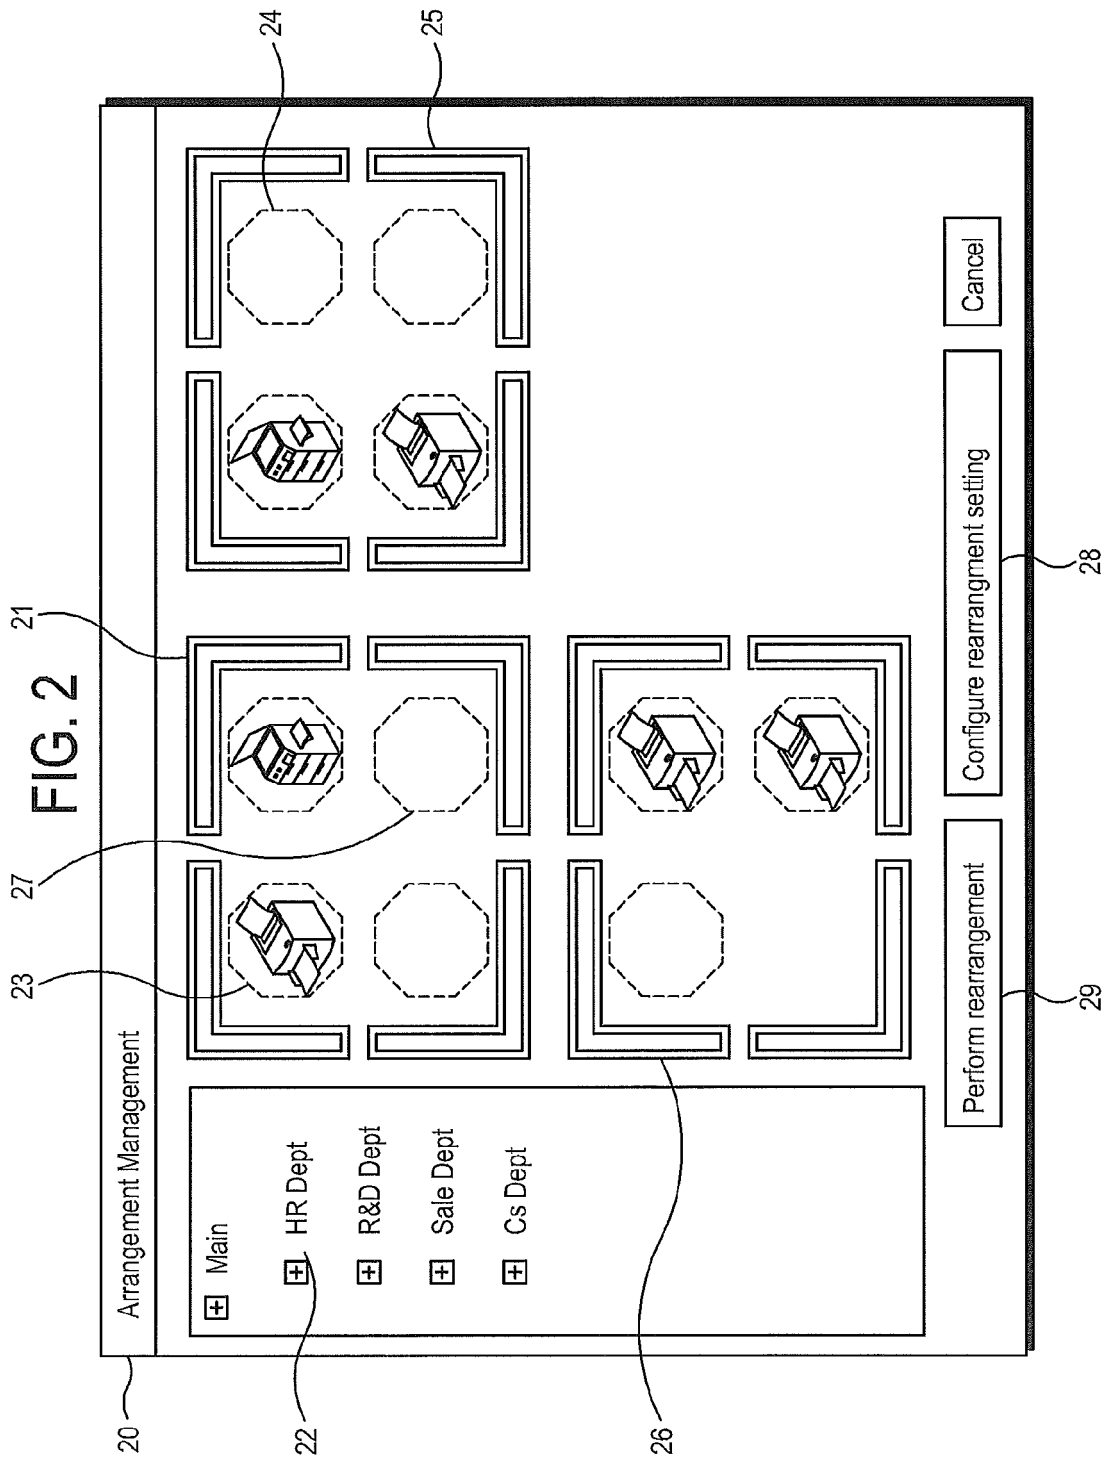 FIG. 2
20
Arrangement Management
23
27
21
24
25
22
26
Main
HR Dept
R&D Dept
Sale Dept
Cs Dept
Perform rearrangement
Configure rearrangment setting
Cancel
29
28